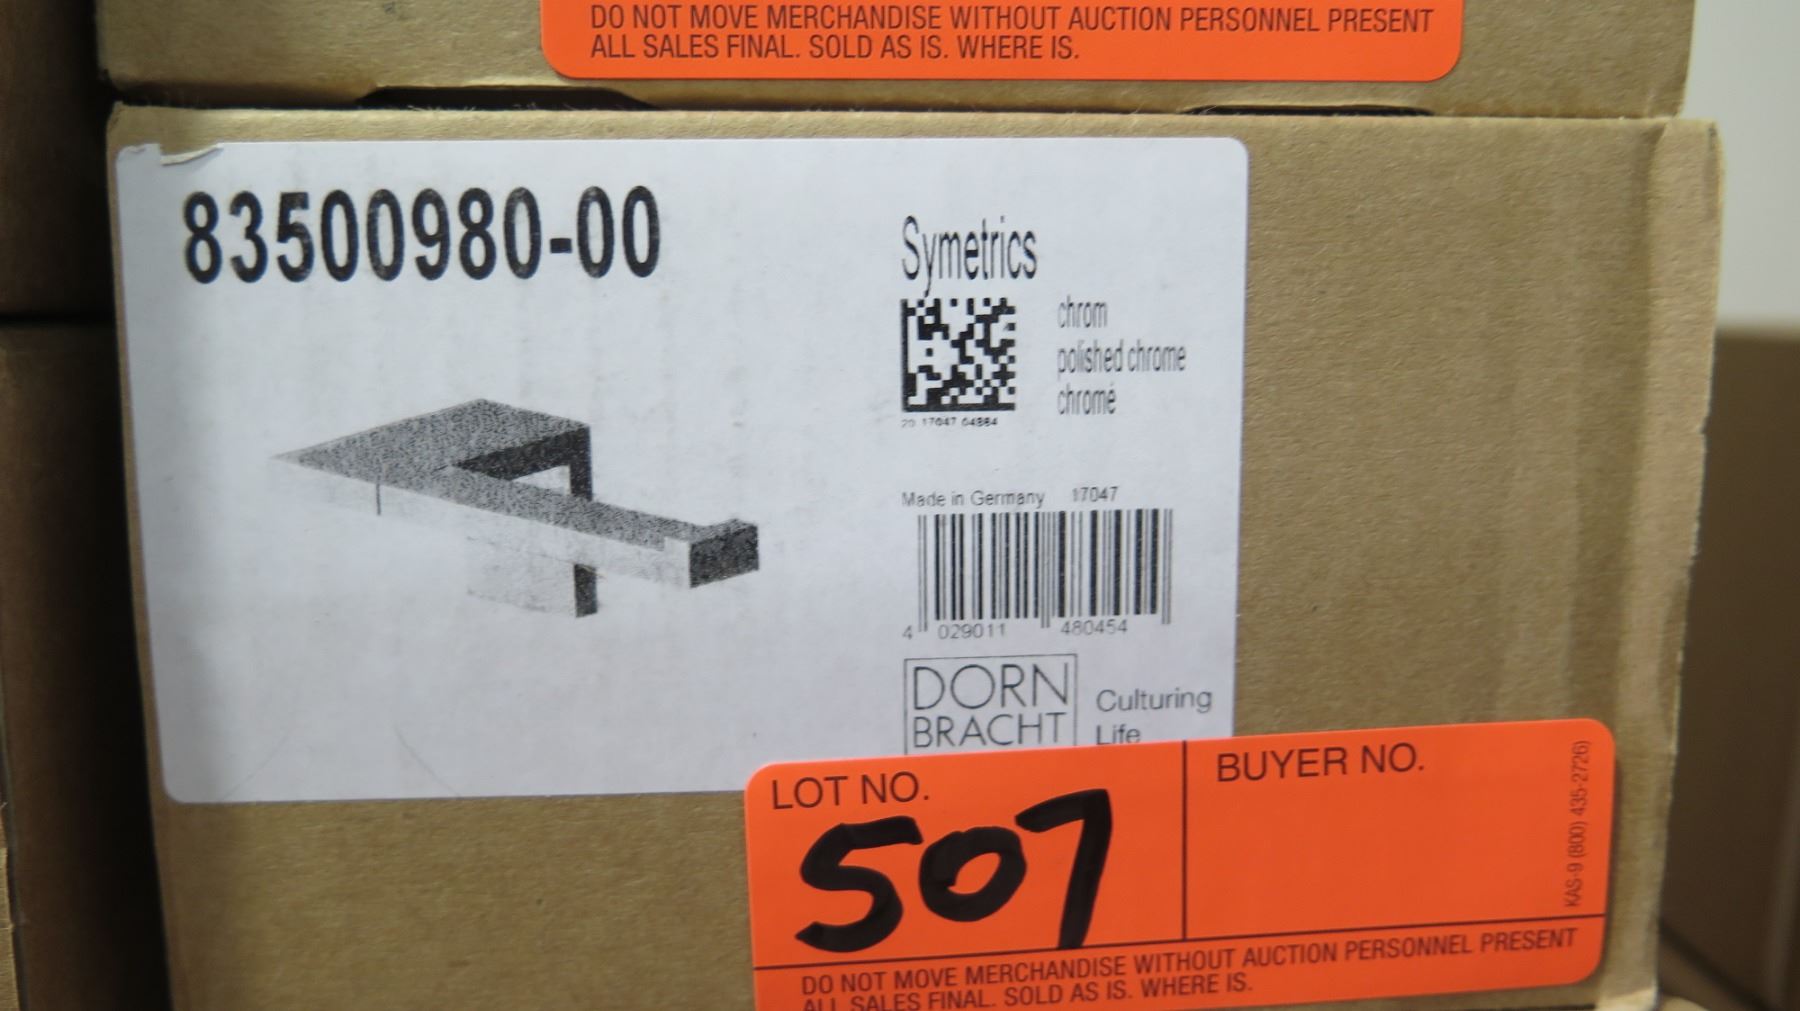 DO NOT MOVE MERCHANDISE WITHOUT AUCTION PERSONNEL PRESENT
ALL SALES FINAL. SOLD AS IS. WHERE IS.
83500980-00
Symetrics
chrom
polished chrome
chromé
20 17047 04884
Made in Germany 17047
4 029011 480454
DORN
BRACHT
Culturing
Life
LOT NO.
507
BUYER NO.
KAS-9 (800) 435-2726)
DO NOT MOVE MERCHANDISE WITHOUT AUCTION PERSONNEL PRESENT
ALL SALES FINAL. SOLD AS IS. WHERE IS.